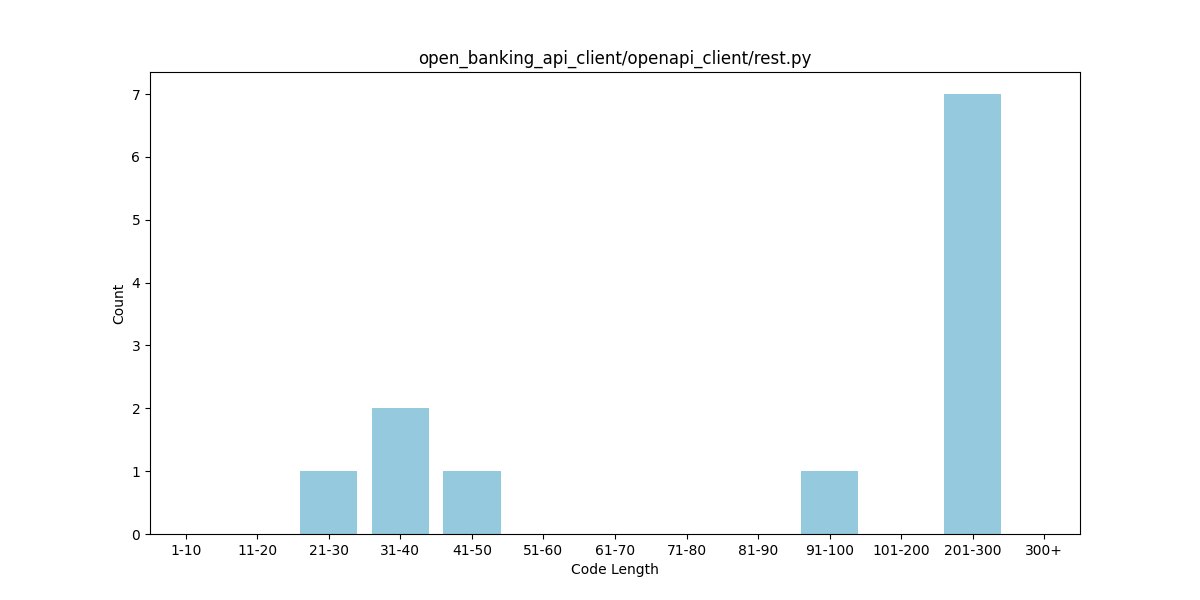 open_banking_api_client/openapi_client/rest.py
7
6
5
4
3
2
1
0
Count
1-10 11-20 21-30 31-40 41-50 51-60 61-70 71-80 81-90 91-100 101-200 201-300 300+
Code Length